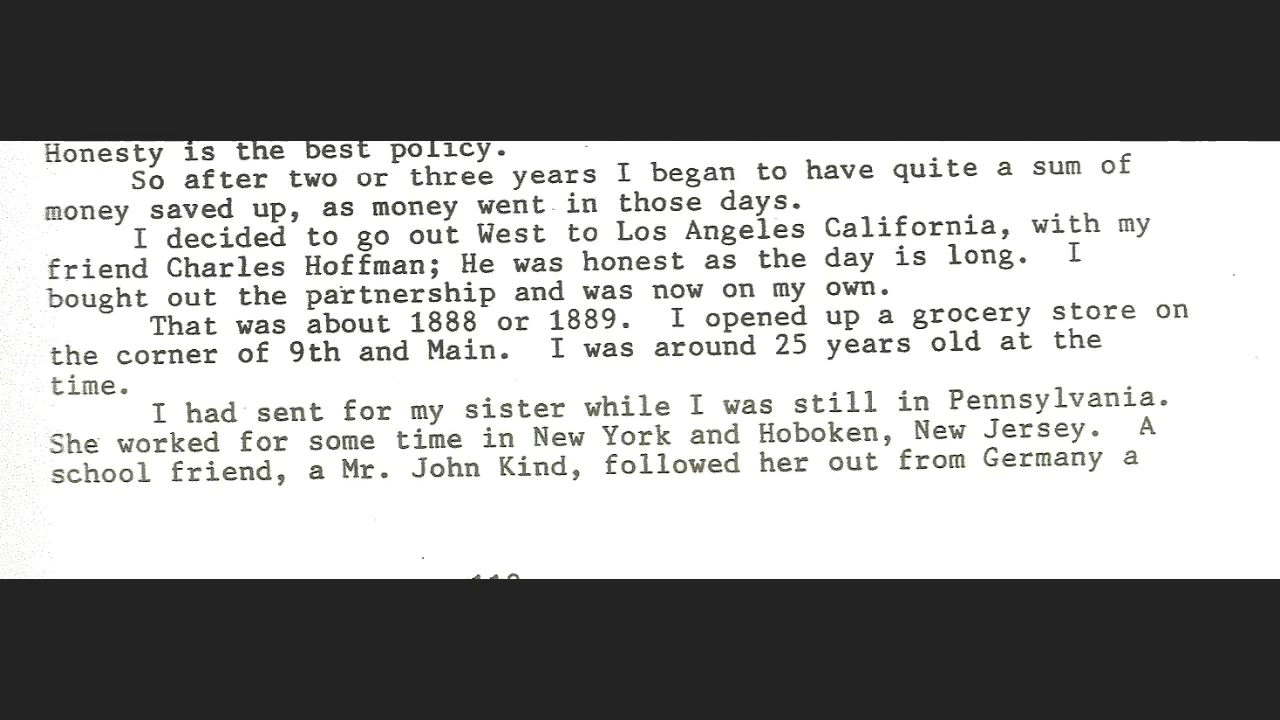 Honesty is the best policy.
So after two or three years I began to have quite a sum of
money saved up, as money went in those days.
I decided to go out West to Los Angeles California, with my
friend Charles Hoffman; He was honest as the day is long. I
bought out the partnership and was now on my own.
That was about 1888 or 1889. I opened up a grocery store on
the corner of 9th and Main. I was around 25 years old at the
time.
I had sent for my sister while I was still in Pennsylvania.
She worked for some time in New York and Hoboken, New Jersey. A
school friend, a Mr. John Kind, followed her out from Germany a